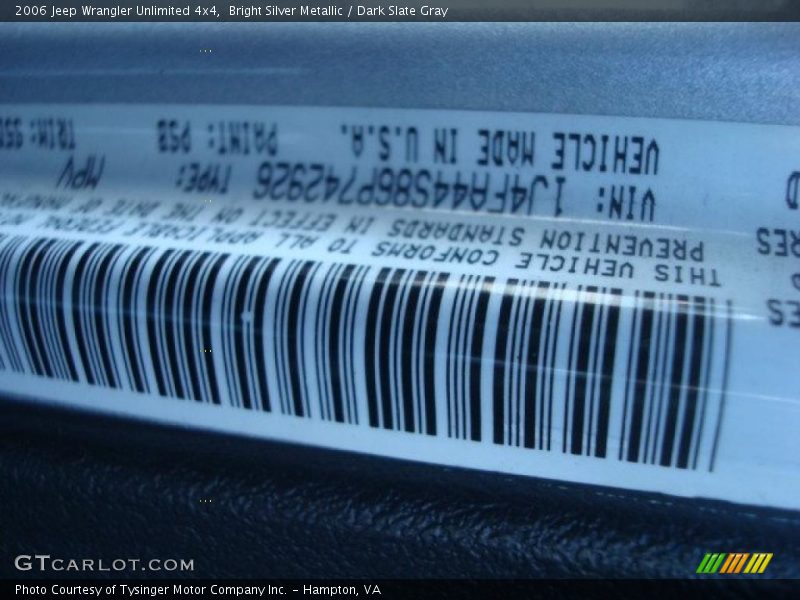 2006 Jeep Wrangler Unlimited 4x4, Bright Silver Metallic / Dark Slate Gray
THIS VEHICLE CONFORMS TO ALL APPLICABLE
PREVENTION STANDARDS IN EFFECT ON THE DATE OF
VIN: 1J4FA44S86P742926 TYPE: MPV
VEHICLE MADE IN U.S.A. PAINT: PS8 TRIM:
GTCARLOT.COM
Photo Courtesy of Tysinger Motor Company Inc. - Hampton, VA